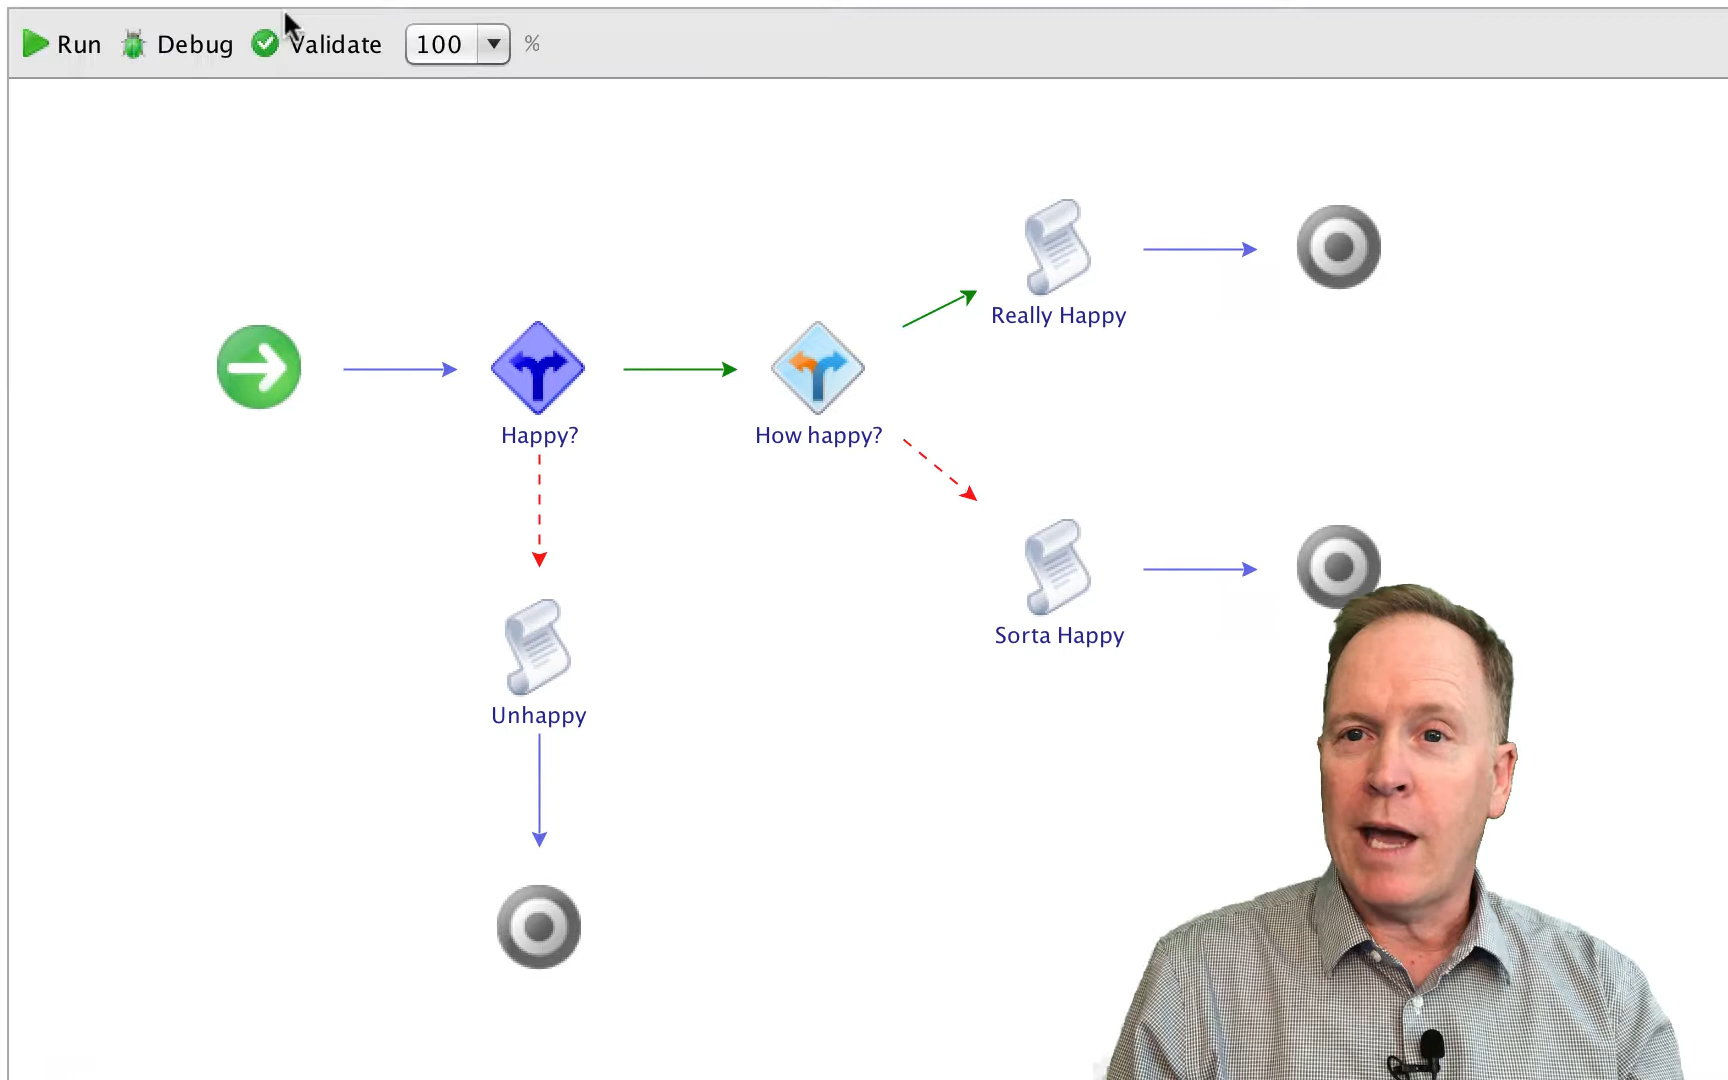 Run Debug Validate 100 %
Really Happy
Happy?
How happy?
Sorta Happy
Unhappy